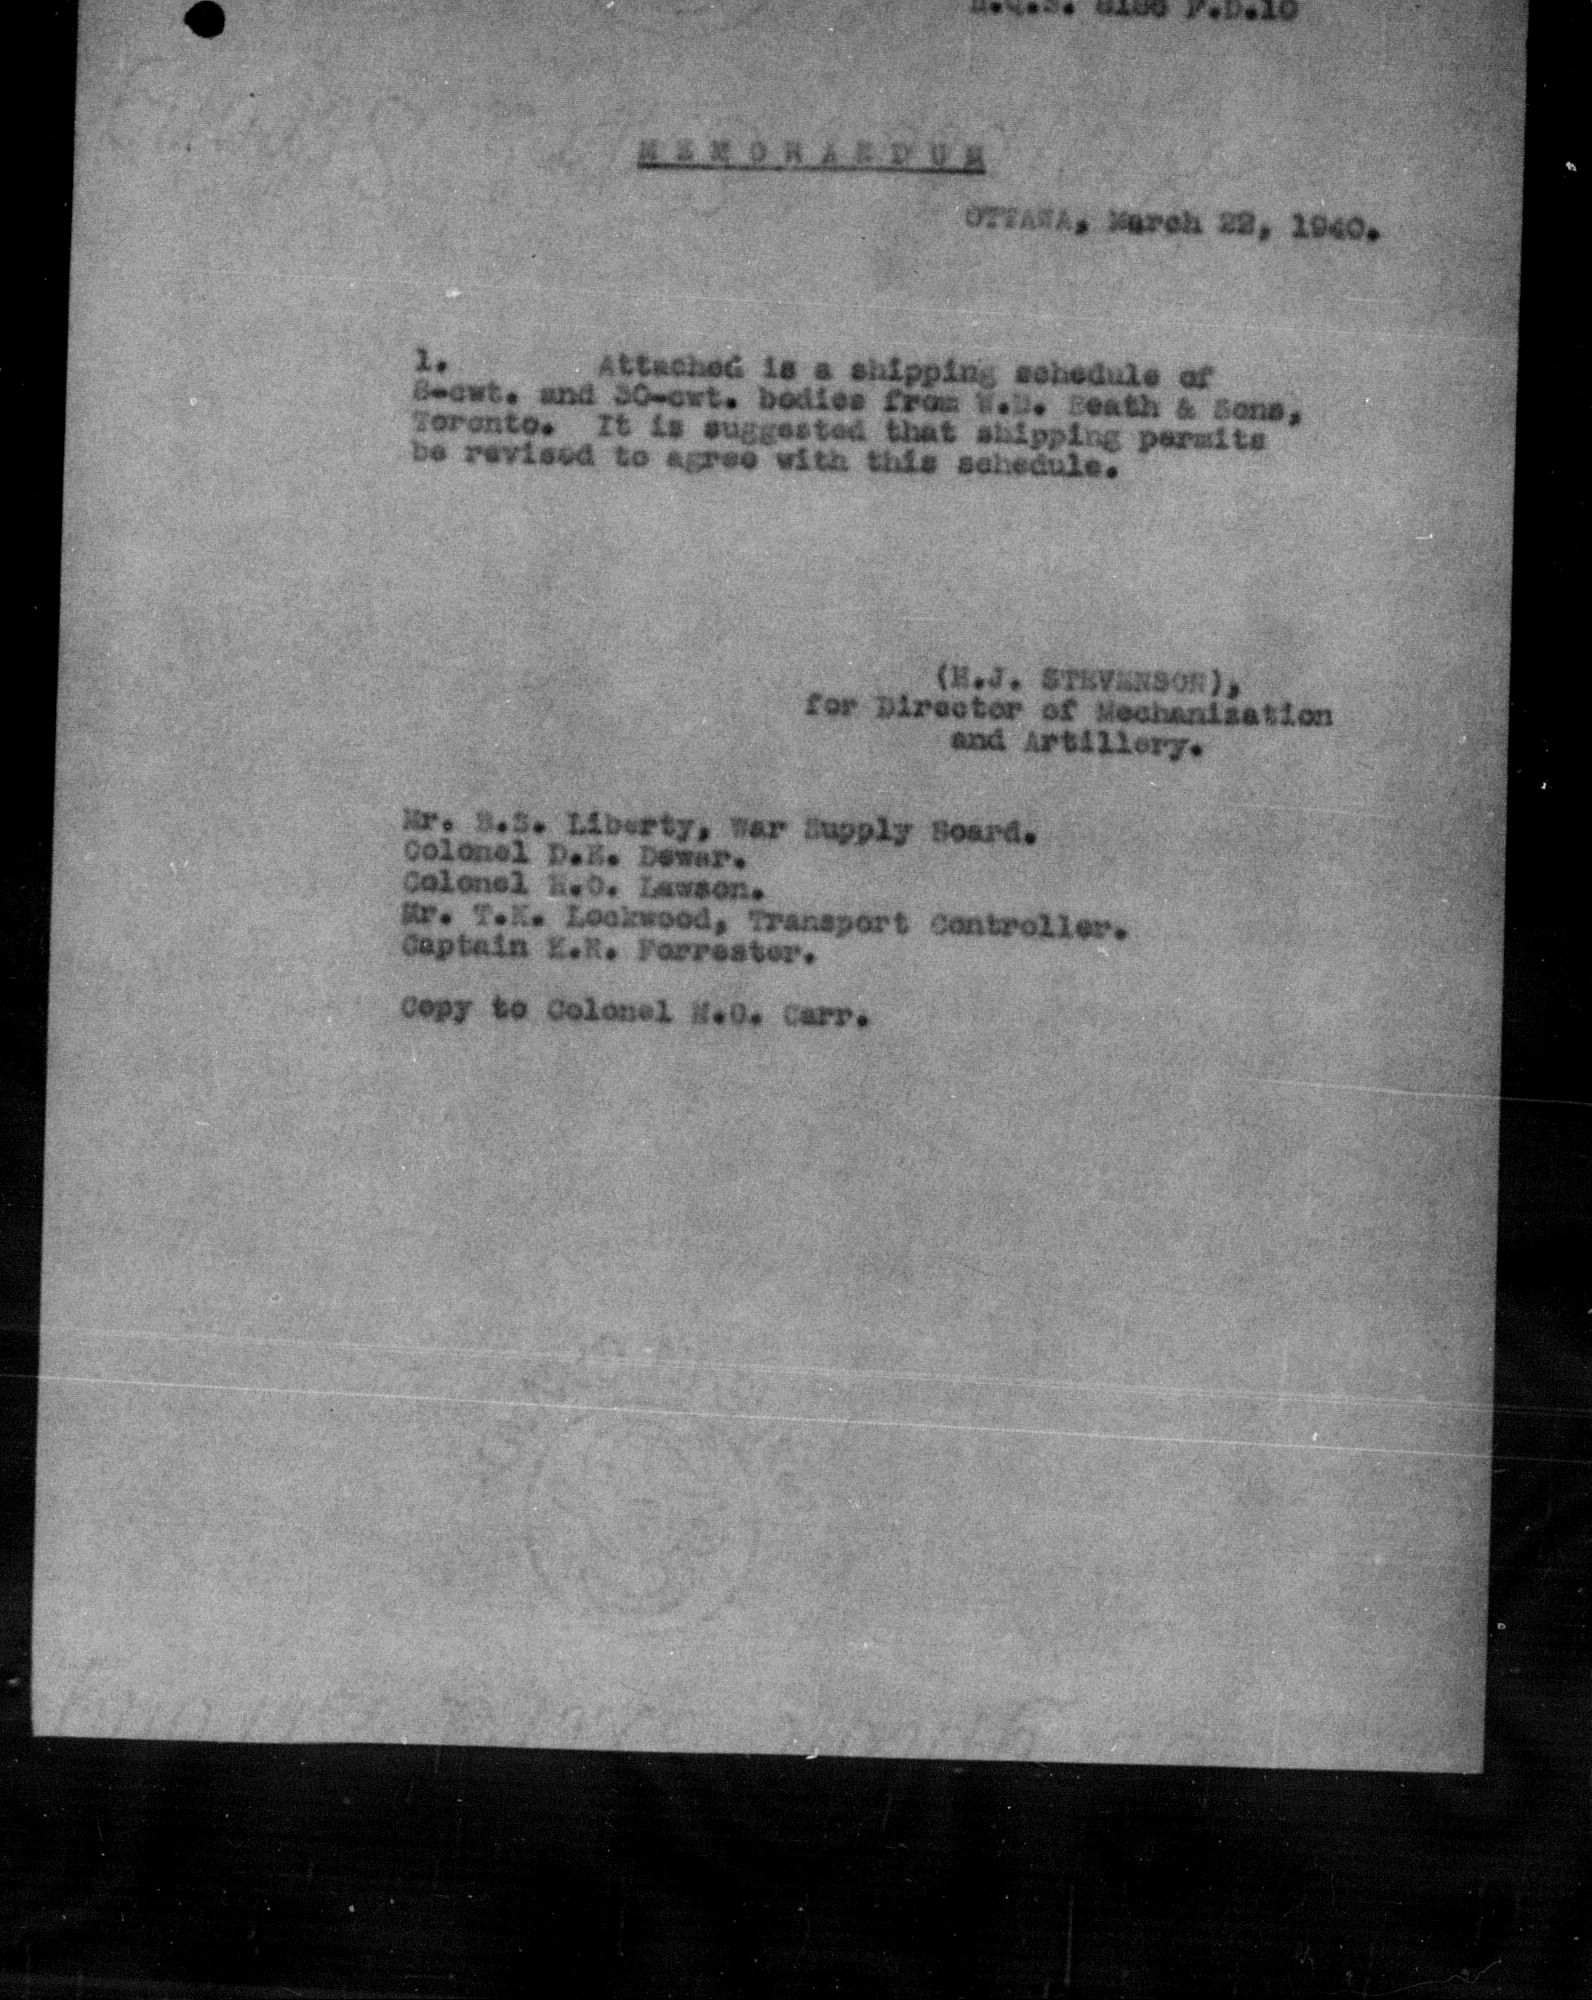 H.Q.S. F.D.10
MEMORANDUM
OTTAWA, March 22, 1940.
1. Attached is a shipping schedule of
8-cwt. and 30-cwt. bodies from W.D. Beath & Sons,
Toronto. It is suggested that shipping permits
be revised to agree with this schedule.
(H.J. STEVENSON),
for Director of Mechanisation
and Artillery.
Mr. Liberty, War Supply Board.
Colonel Dewar.
Colonel Lawson.
Mr. T.K. Lockwood, Transport Controller.
Captain Forrester.
Copy to Colonel Carr.